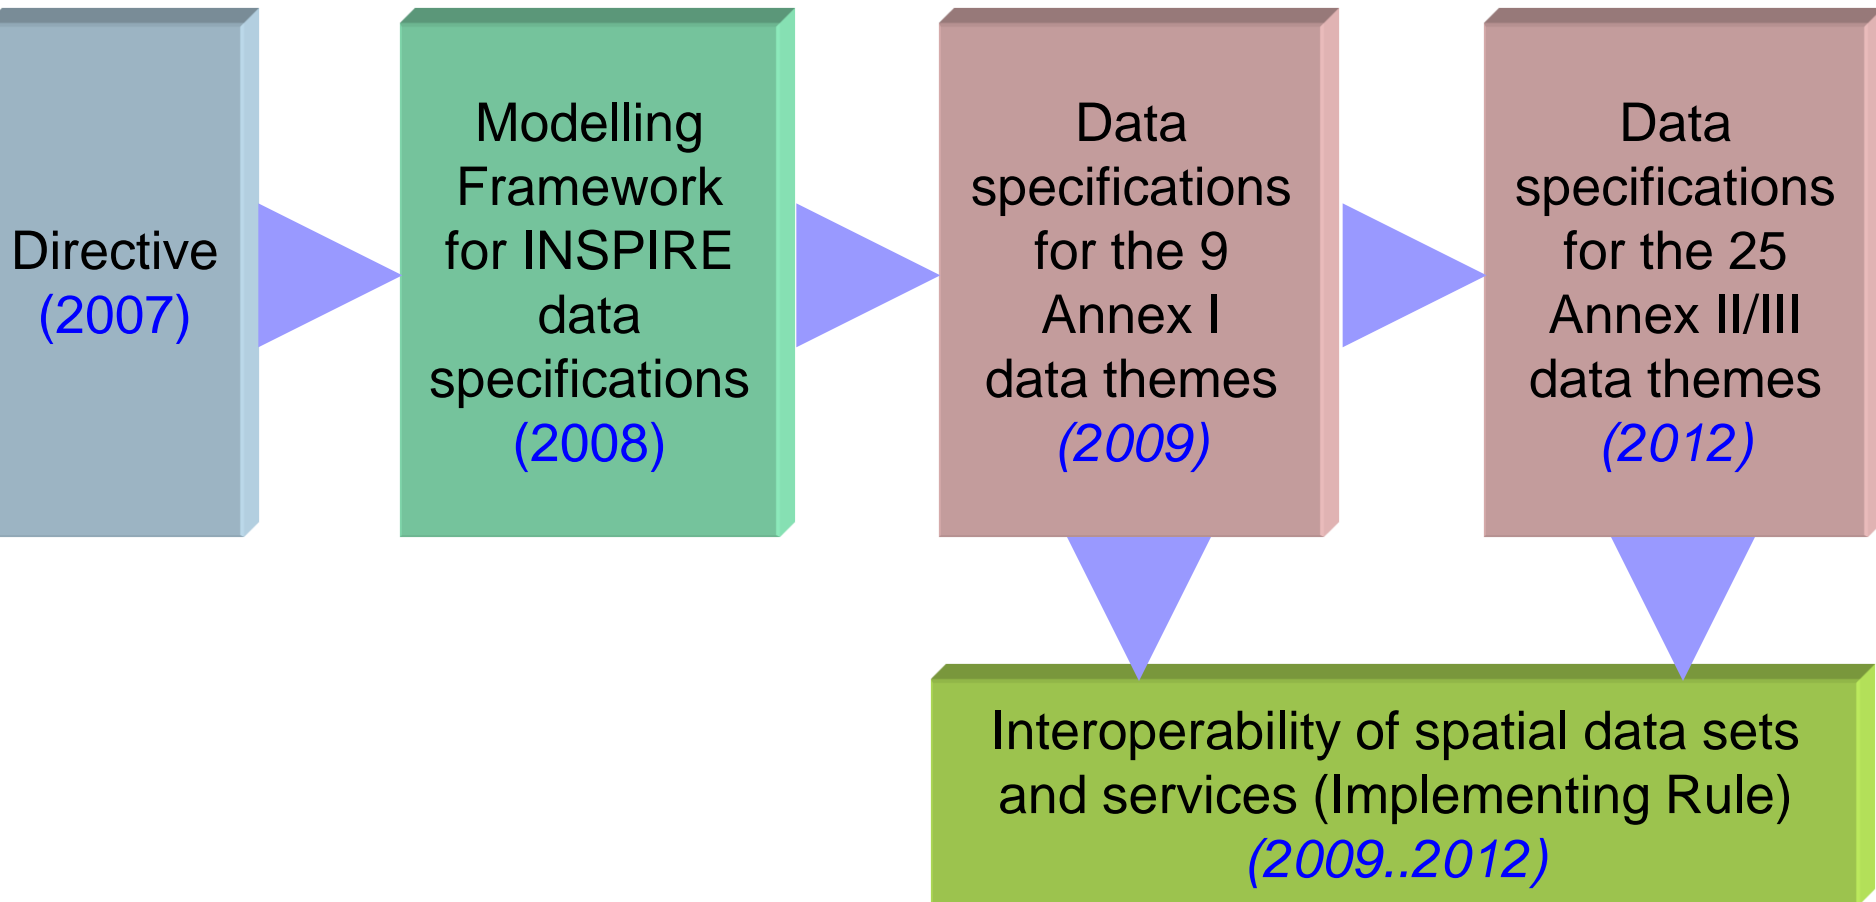 Directive
(2007)
Modelling
Framework
for INSPIRE
data
specifications
(2008)
Data
specifications
for the 9
Annex I
data themes
(2009)
Data
specifications
for the 25
Annex II/III
data themes
(2012)
Interoperability of spatial data sets
and services (Implementing Rule)
(2009..2012)